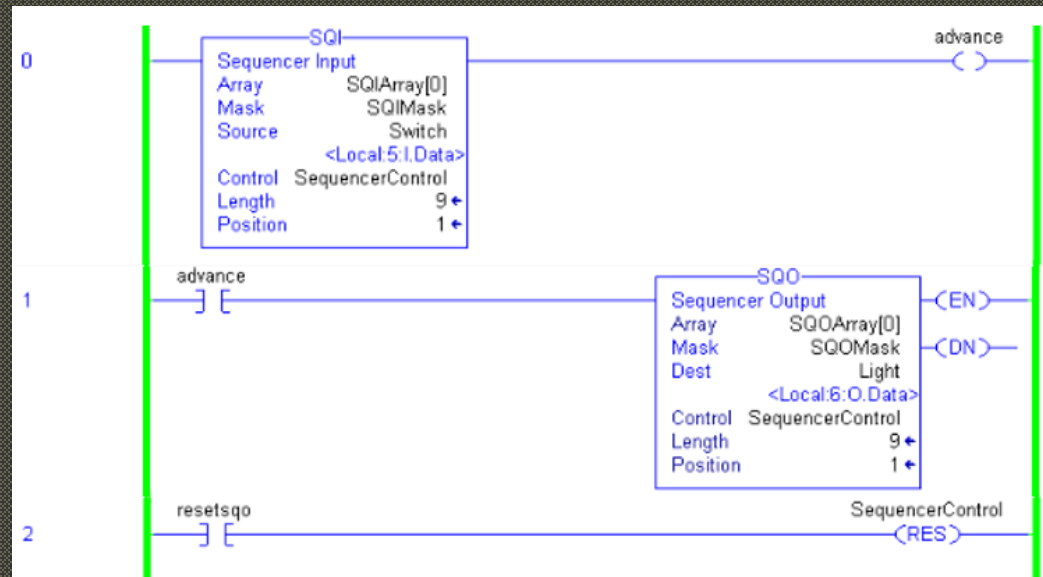 0
SQI
Sequencer Input
Array SQIArray[0]
Mask SQIMask
Source Switch
<Local:5:I.Data>
Control SequencerControl
Length 9
Position 1
advance
1
advance
SQO
Sequencer Output
Array SQOArray[0]
Mask SQOMask
Dest Light
<Local:6:O.Data>
Control SequencerControl
Length 9
Position 1
EN
DN
2
resetsqo
SequencerControl
RES